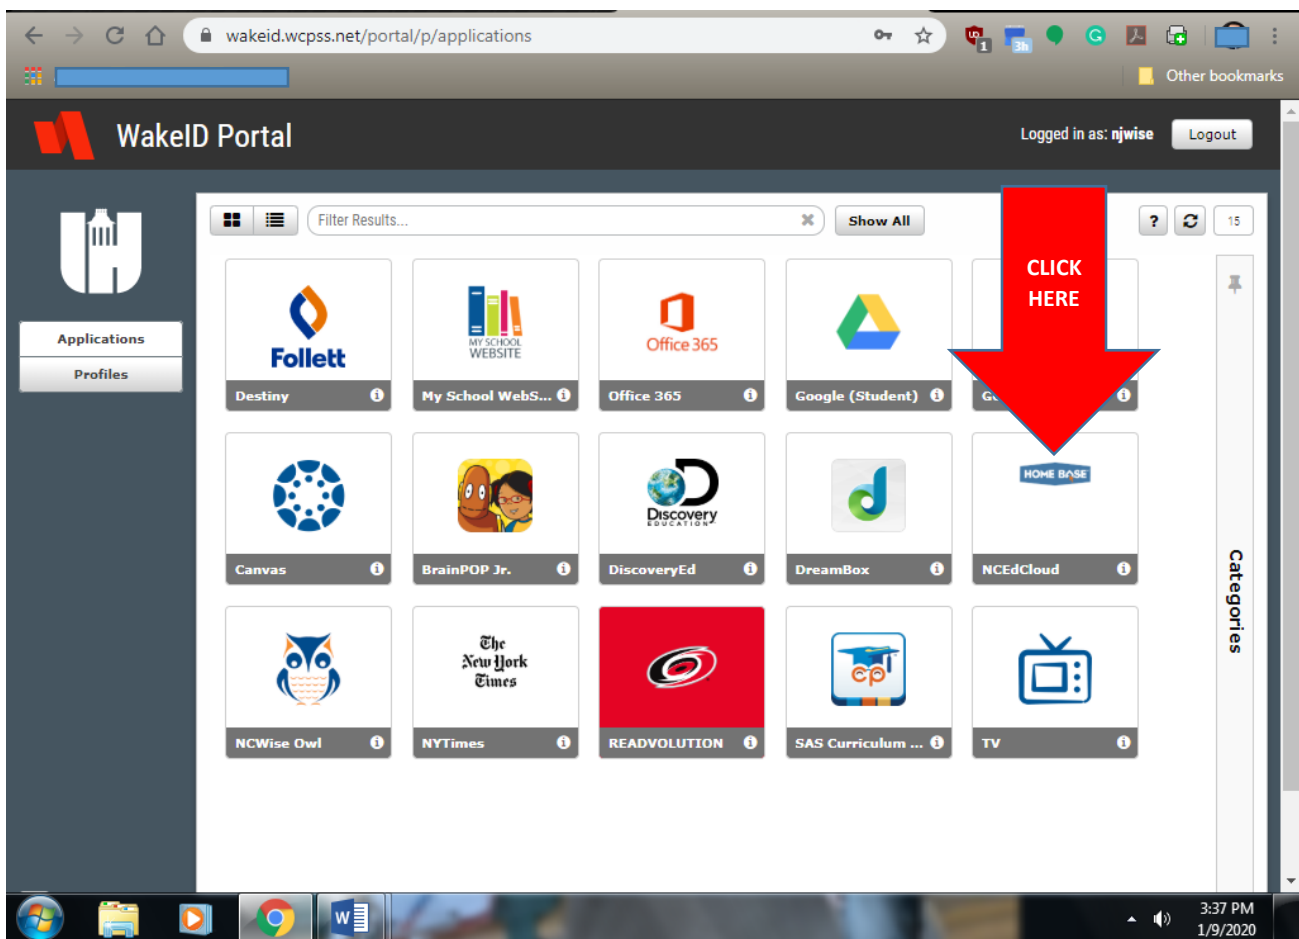 wakeid.wcpss.net/portal/p/applications
1
3h
G
Other bookmarks
WakeID Portal
Logged in as: njwise
Logout
Filter Results...
Show All
?
15
CLICK
HERE
Applications
Profiles
Follett
MY SCHOOL
WEBSITE
Office 365
Destiny
My School WebS...
Office 365
Google (Student)
DISCOVERY
EDUCATION
HOME BASE
Canvas
BrainPOP Jr.
DiscoveryEd
DreamBox
NCEdCloud
Categories
The
New York
Times
cp
NCWise Owl
NYTimes
READVOLUTION
SAS Curriculum ...
TV
W
3:37 PM
1/9/2020